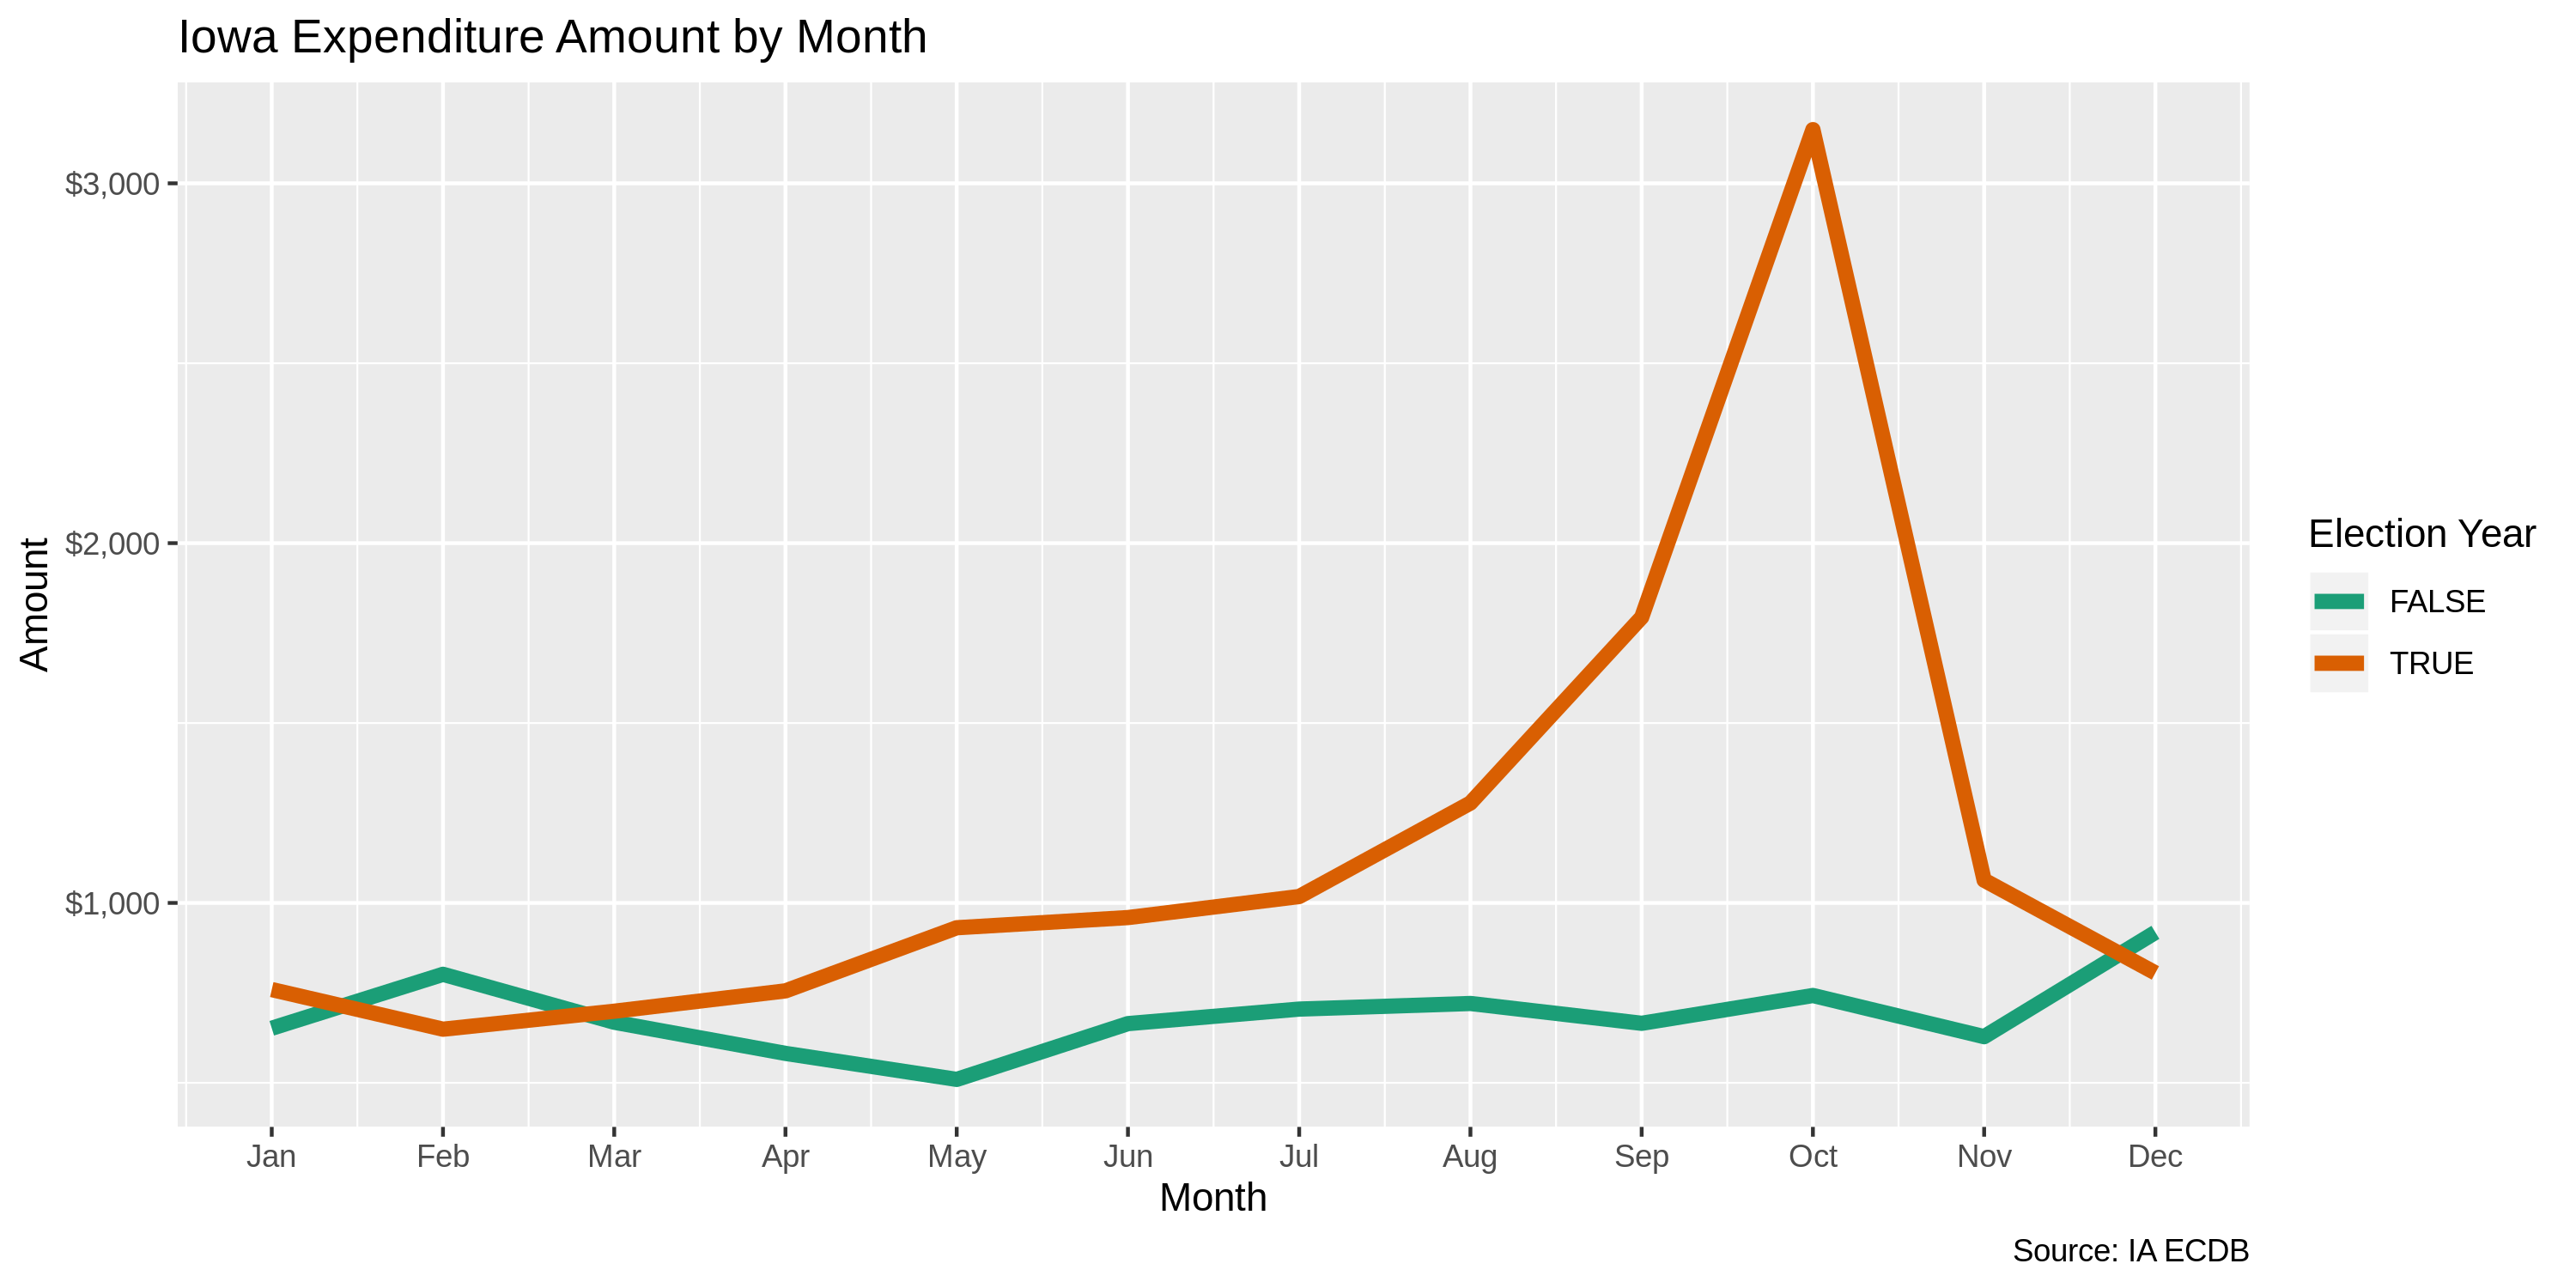 Iowa Expenditure Amount by Month
Amount
$3,000
$2,000
$1,000
Jan Feb Mar Apr May Jun Jul Aug Sep Oct Nov Dec
Month
Election Year
FALSE
TRUE
Source: IA ECDB